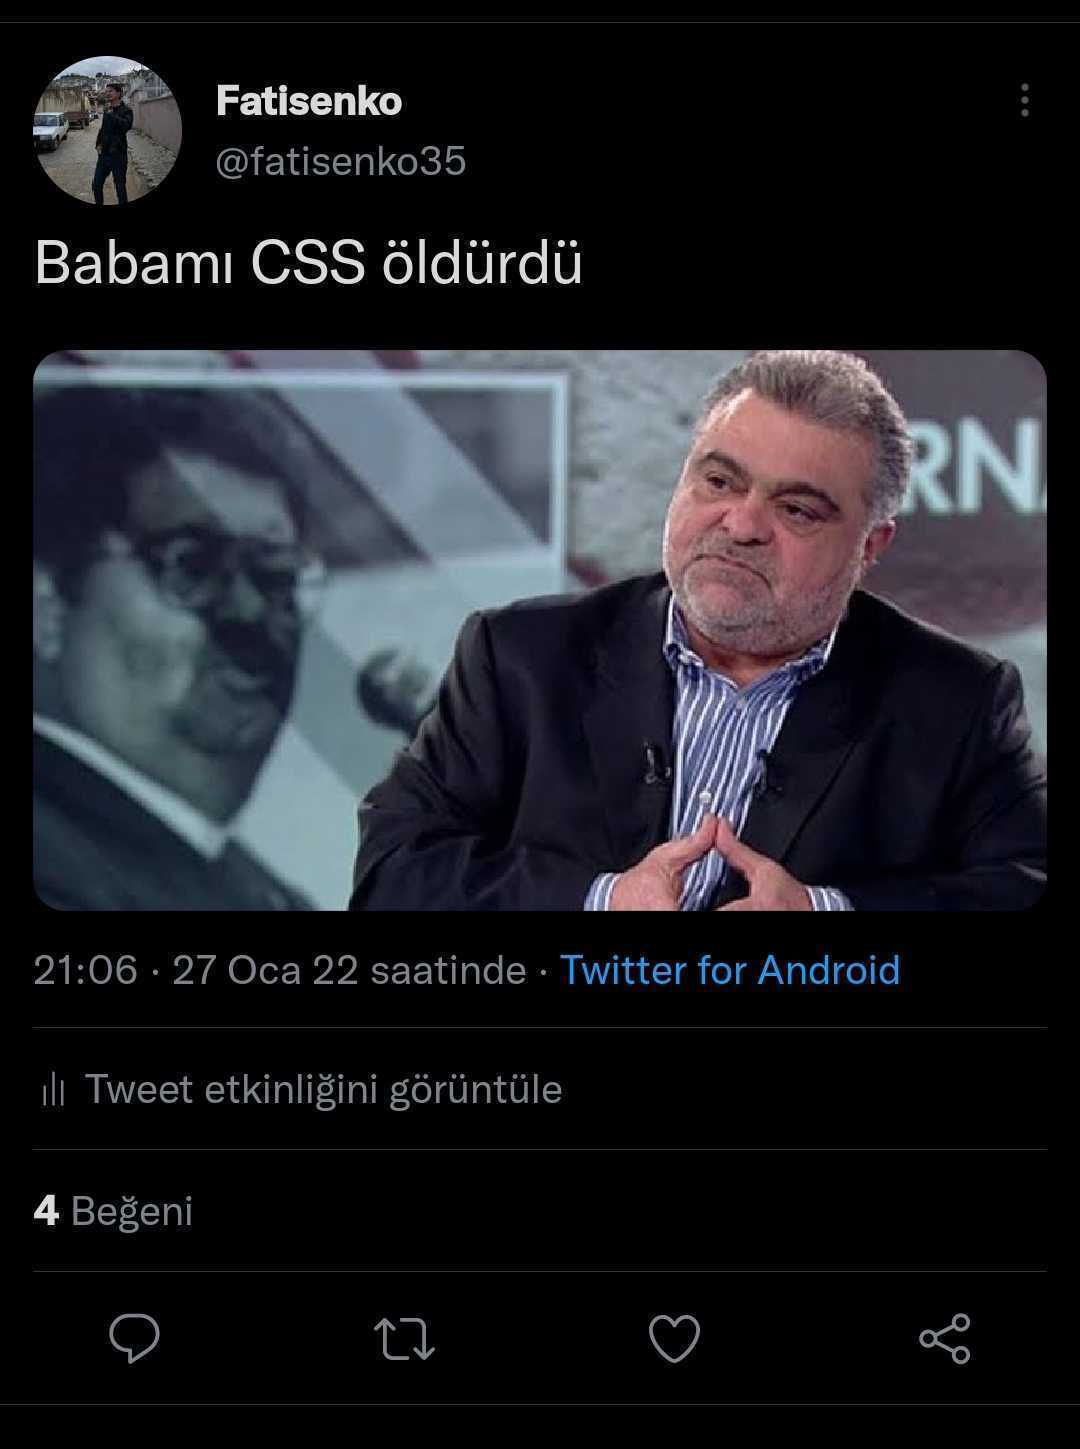 Fatisenko
@fatisenko35
Babamı CSS öldürdü
RN
21:06 · 27 Oca 22 saatinde · Twitter for Android
Tweet etkinliğini görüntüle
4 Beğeni